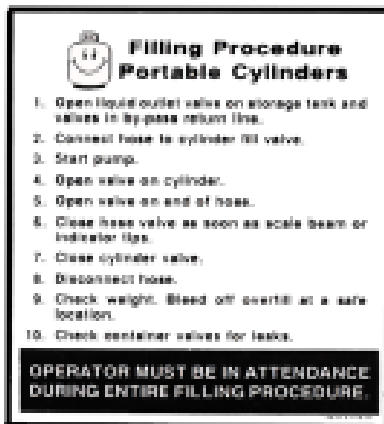 Filling Procedure
Portable Cylinders
1. Open liquid outlet valve on storage tank and
valves in by-pass return line.
2. Connect hose to cylinder fill valve.
3. Start pump.
4. Open valve on cylinder.
5. Open valve on end of hose.
6. Close hose valve as soon as scale beam or
indicator tips.
7. Close cylinder valve.
8. Disconnect hose.
9. Check weight. Bleed off overfill at a safe
location.
10. Check container valves for leaks.
OPERATOR MUST BE IN ATTENDANCE
DURING ENTIRE FILLING PROCEDURE.